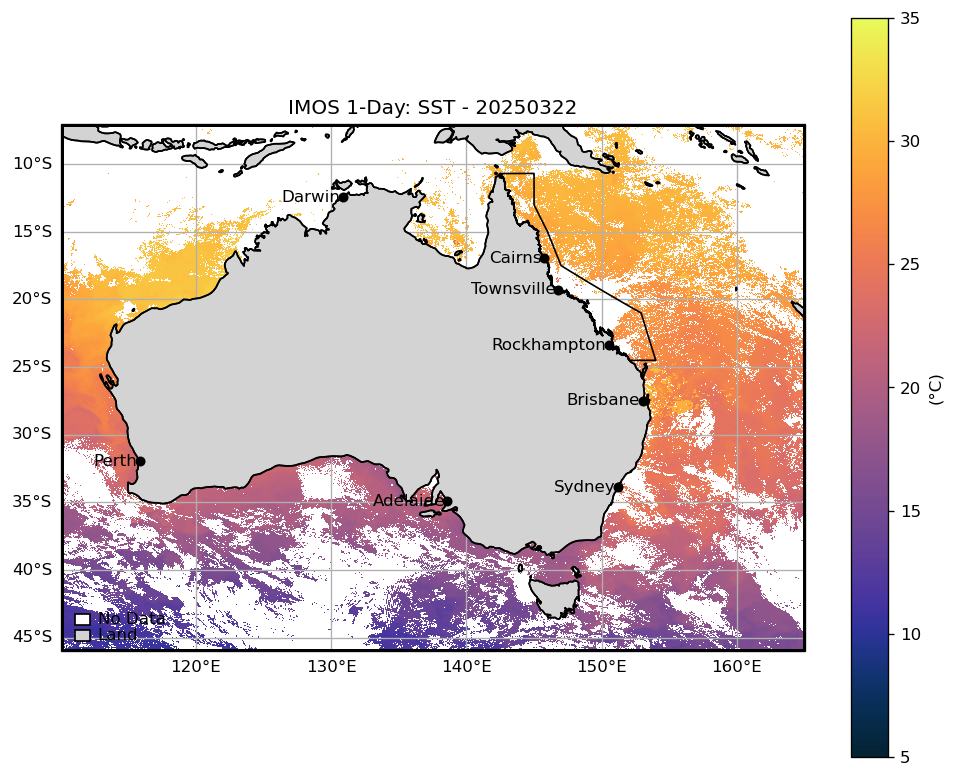 IMOS 1-Day: SST - 20250322
35
30
25
20
15
10
5
(°C)
10°S
15°S
20°S
25°S
30°S
35°S
40°S
45°S
Darwin
Cairns
Townsville
Rockhampton
Brisbane
Perth
Sydney
Adelaide
No Data
Land
120°E
130°E
140°E
150°E
160°E